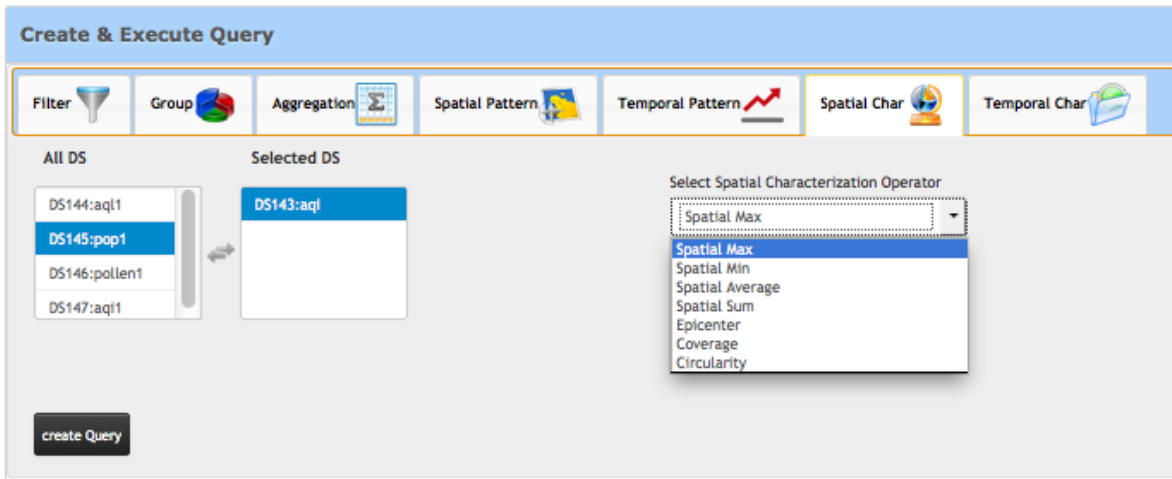 Create & Execute Query
Filter
Group
Aggregation
Spatial Pattern
Temporal Pattern
Spatial Char
Temporal Char
All DS
Selected DS
DS144:aql1
DS145:pop1
DS146:pollen1
DS147:aqi1
DS143:aqi
Select Spatial Characterization Operator
Spatial Max
Spatial Max
Spatial Min
Spatial Average
Spatial Sum
Epicenter
Coverage
Circularity
create Query